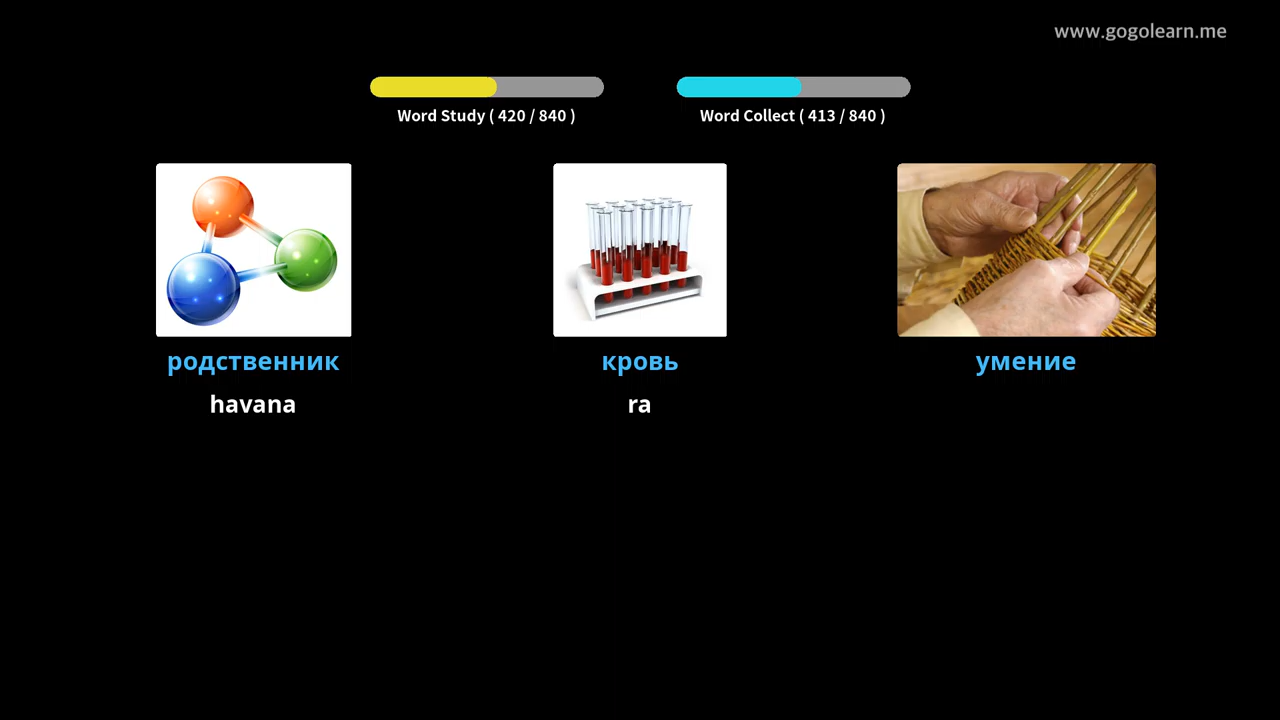 www.gogolearn.me
Word Study ( 420 / 840 )
Word Collect ( 413 / 840 )
родственник
кровь
умение
havana
ra